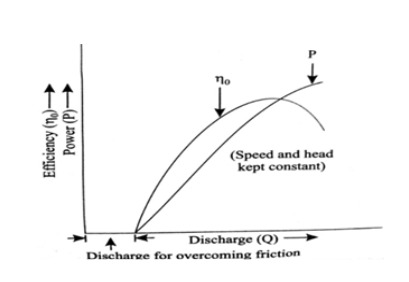 P
η₀
Efficiency (η₀)
Power (P)
(Speed and head
kept constant)
Discharge (Q)
Discharge for overcoming friction